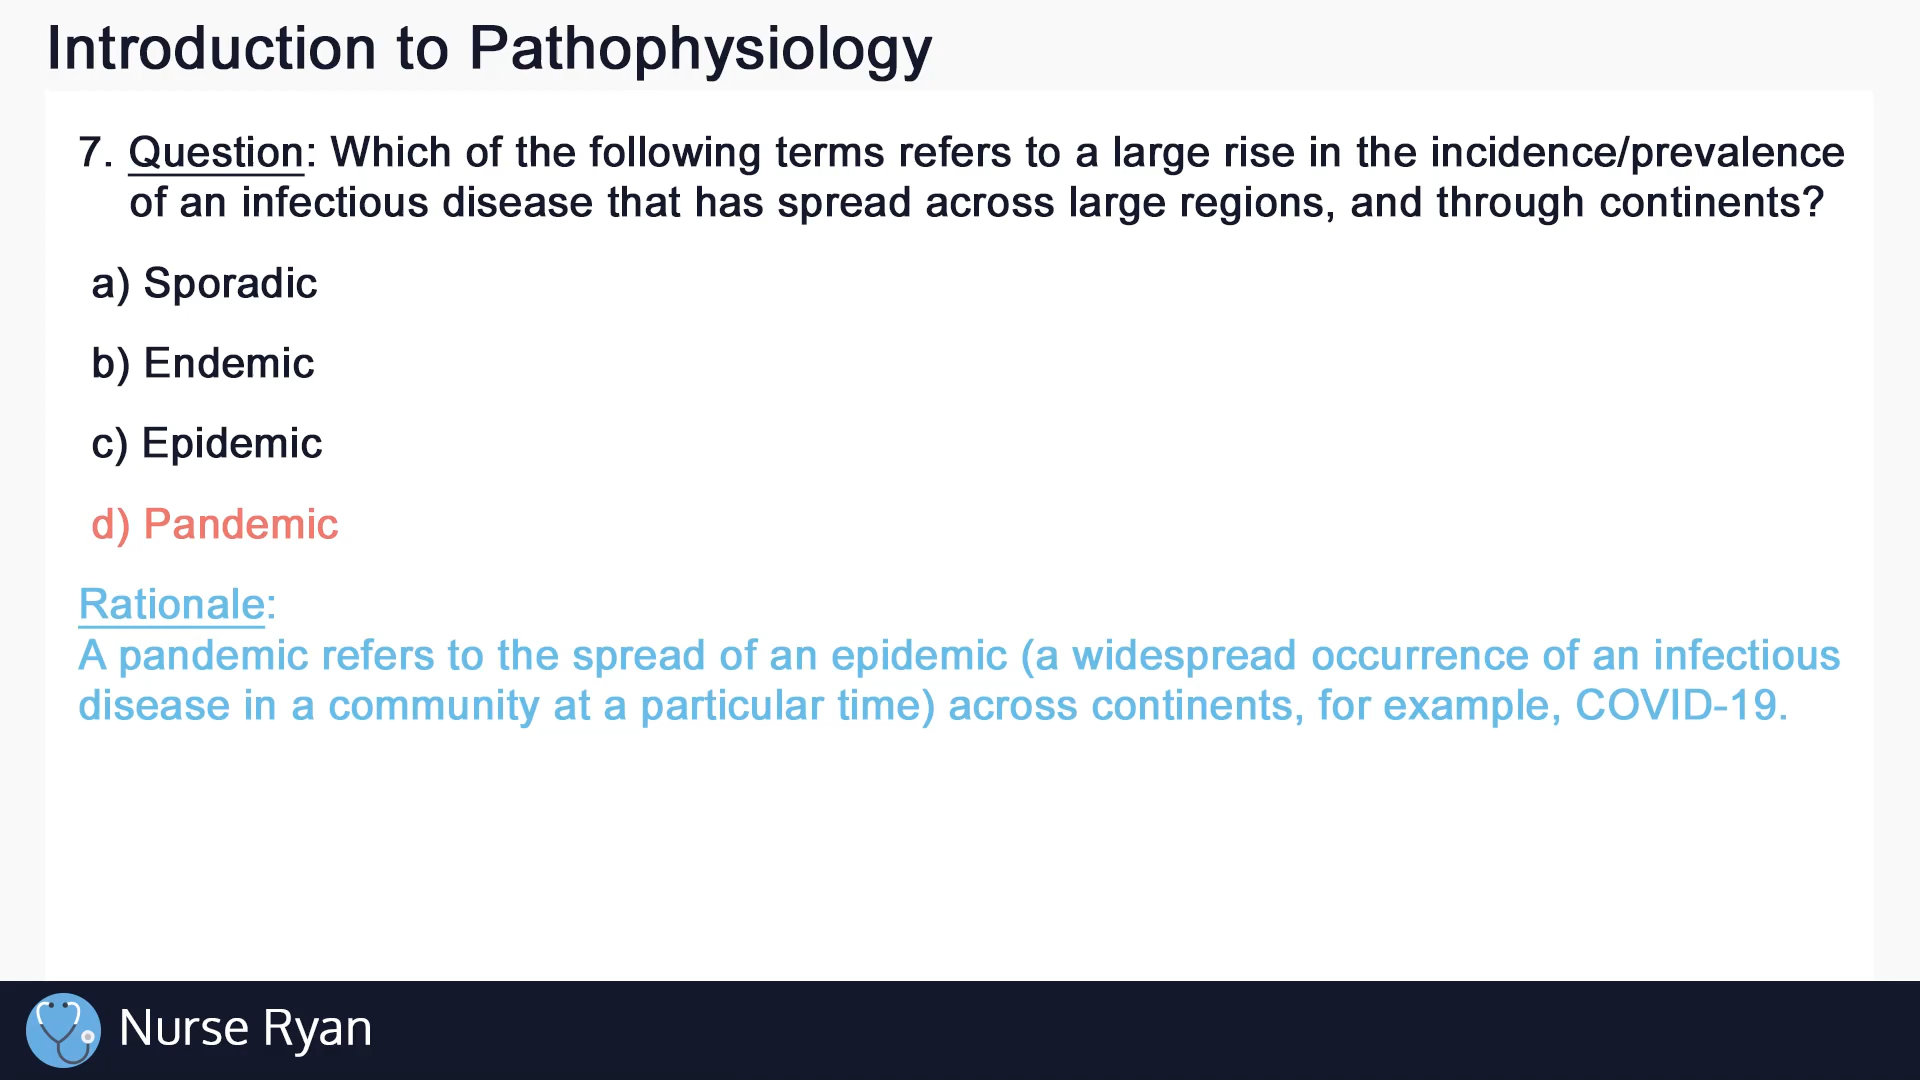 Introduction to Pathophysiology
7. Question: Which of the following terms refers to a large rise in the incidence/prevalence
of an infectious disease that has spread across large regions, and through continents?
a) Sporadic
b) Endemic
c) Epidemic
d) Pandemic
Rationale:
A pandemic refers to the spread of an epidemic (a widespread occurrence of an infectious
disease in a community at a particular time) across continents, for example, COVID-19.
Nurse Ryan